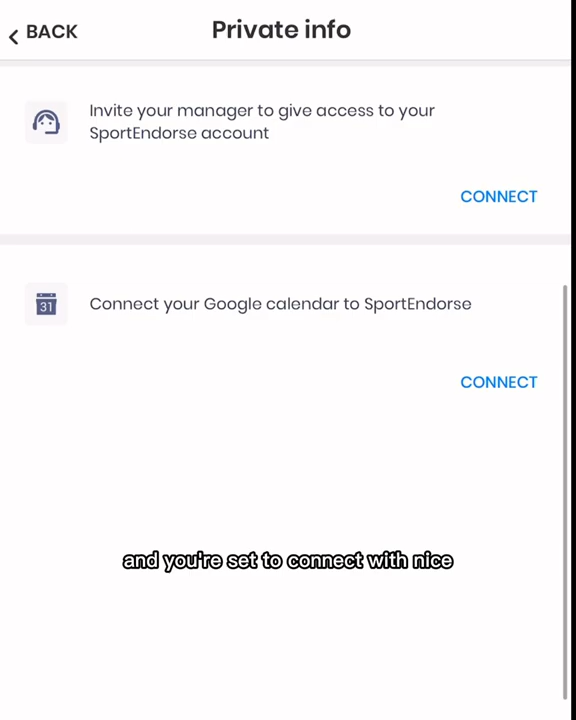 BACK
Private info
Invite your manager to give access to your
SportEndorse account
CONNECT
31
Connect your Google calendar to SportEndorse
CONNECT
and you're set to connect with nice